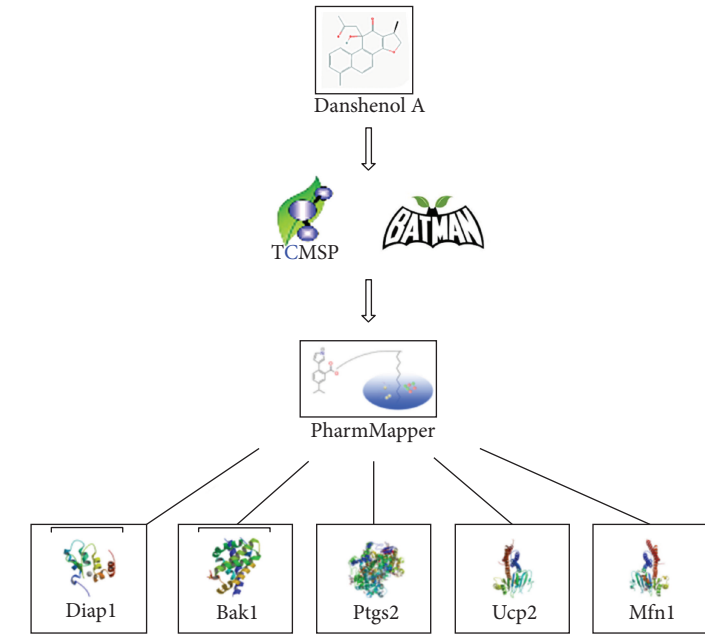 Danshenol A
TCMSP
BATMAN
PharmMapper
Diap1
Bak1
Ptgs2
Ucp2
Mfn1